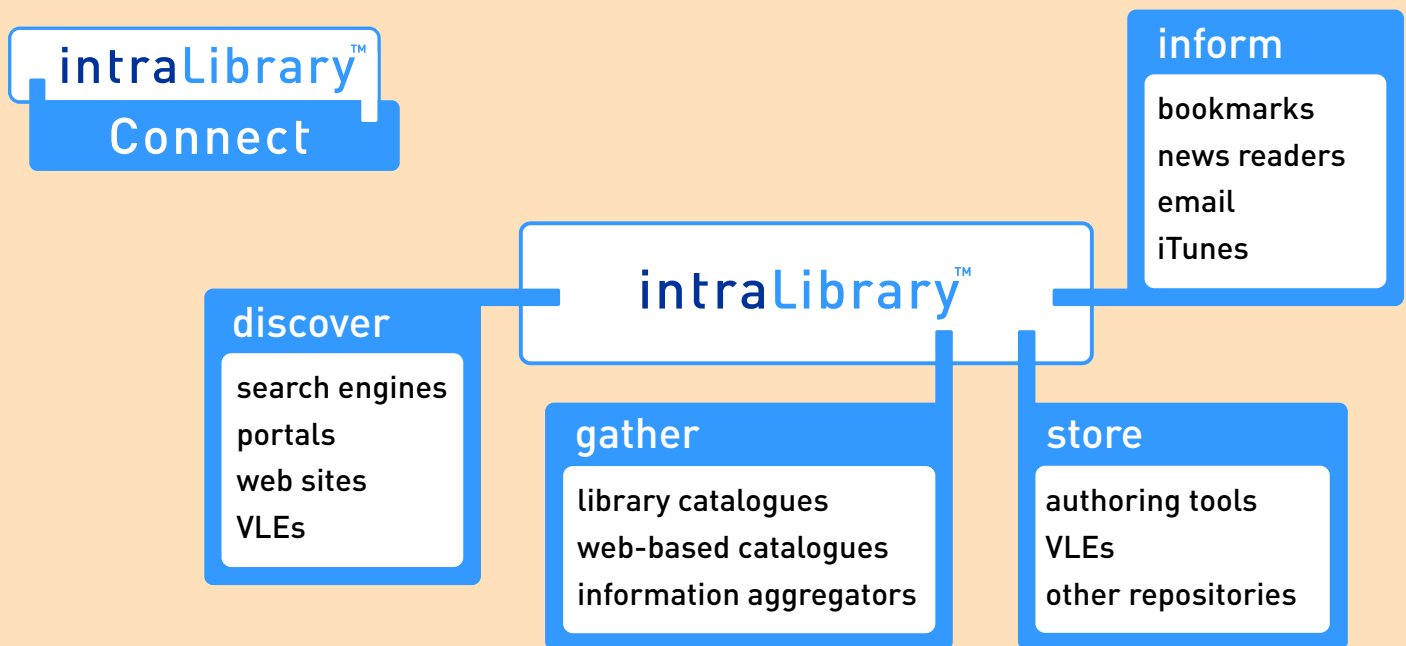 intraLibrary™
Connect
inform
bookmarks
news readers
email
iTunes
intraLibrary™
discover
search engines
portals
web sites
VLEs
gather
library catalogues
web-based catalogues
information aggregators
store
authoring tools
VLEs
other repositories